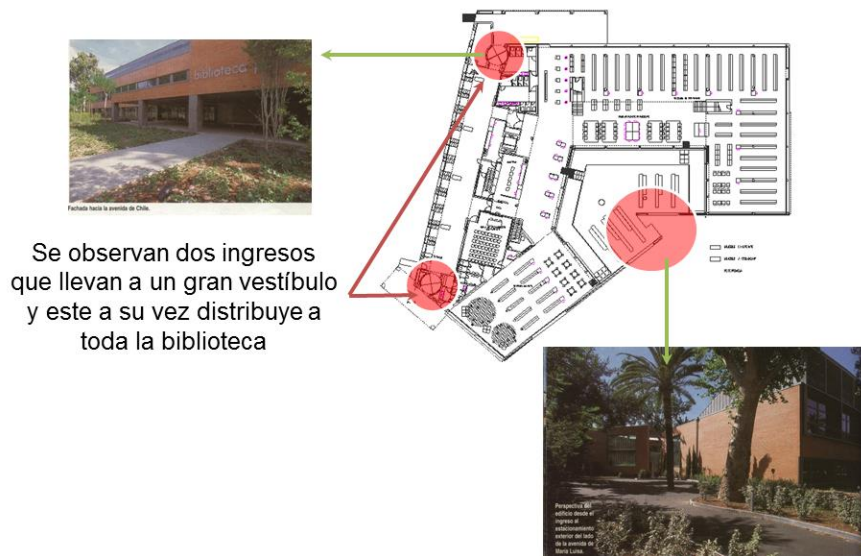 biblioteca
Fachada hacia la avenida de Chile.
Se observan dos ingresos
que llevan a un gran vestíbulo
y este a su vez distribuye a
toda la biblioteca
Perspectiva del
edificio desde el
ingreso al
estacionamiento
exterior del lado
de la avenida de
María Luisa.